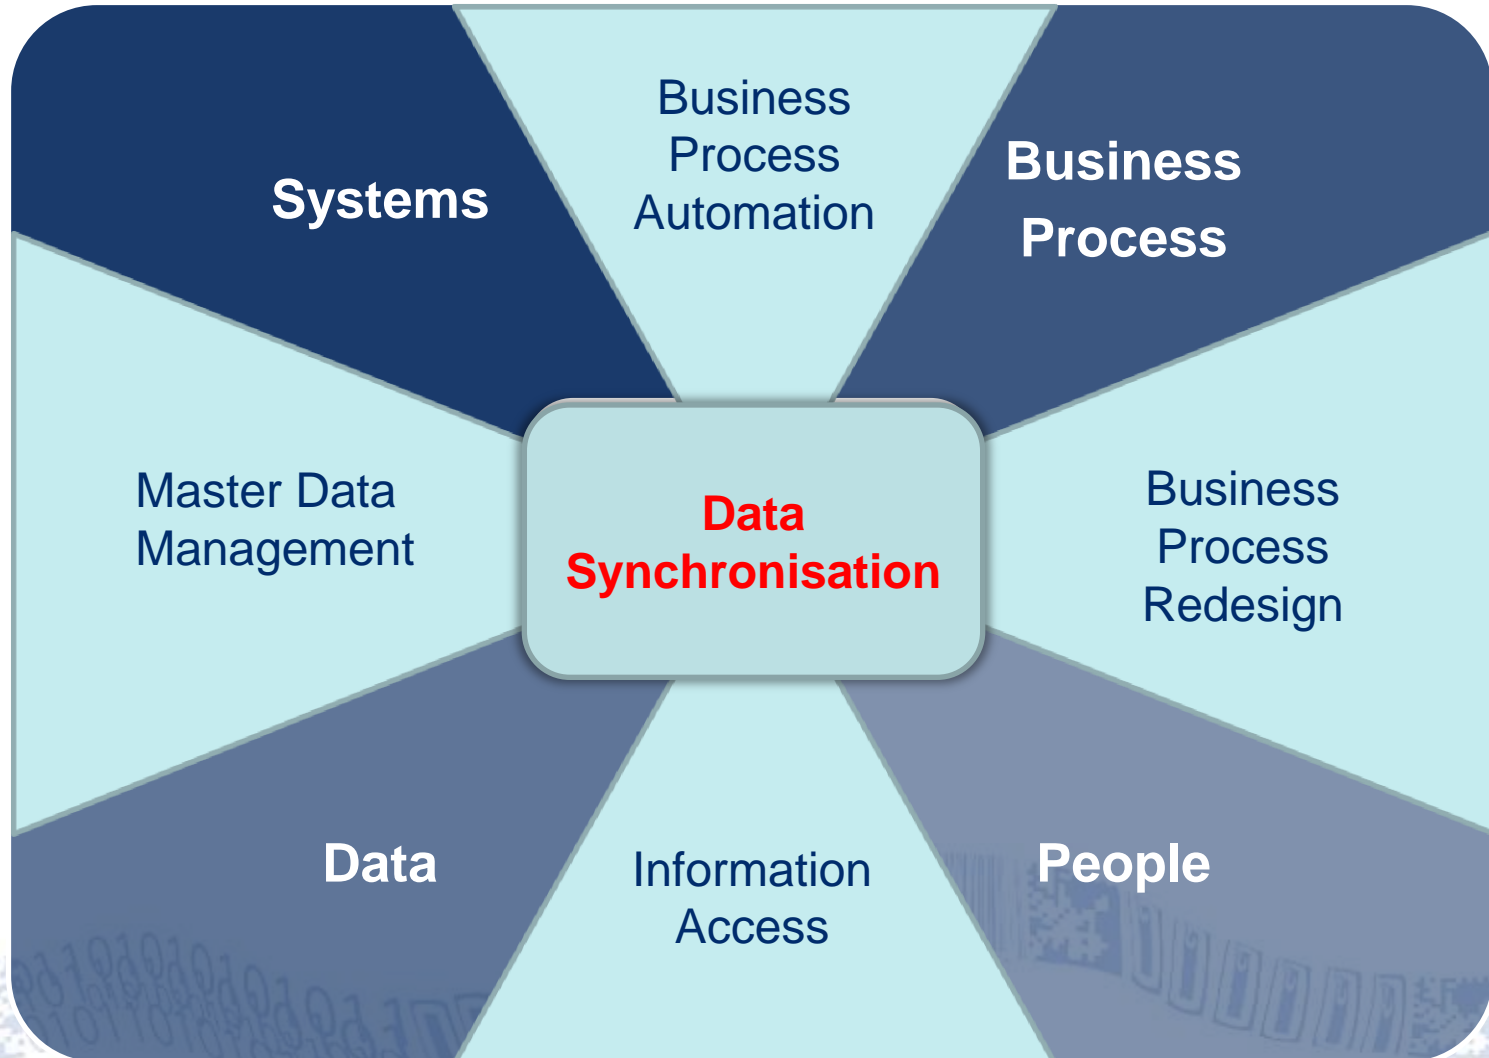 Systems
Business
Process
Automation
Business
Process
Master Data
Management
Data
Synchronisation
Business
Process
Redesign
Data
Information
Access
People